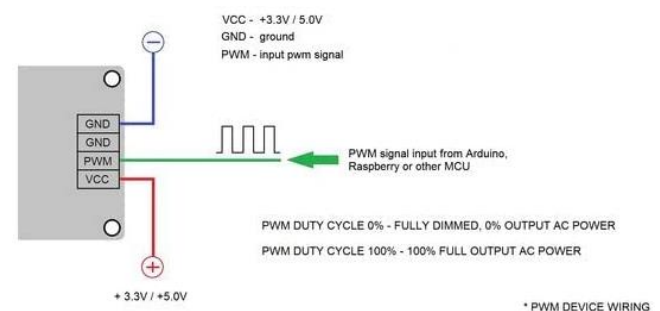 VCC - +3.3V / 5.0V
GND - ground
PWM - input pwm signal
GND
GND
PWM
VCC
PWM signal input from Arduino,
Raspberry or other MCU
PWM DUTY CYCLE 0% - FULLY DIMMED, 0% OUTPUT AC POWER
PWM DUTY CYCLE 100% - 100% FULL OUTPUT AC POWER
+ 3.3V / +5.0V
* PWM DEVICE WIRING